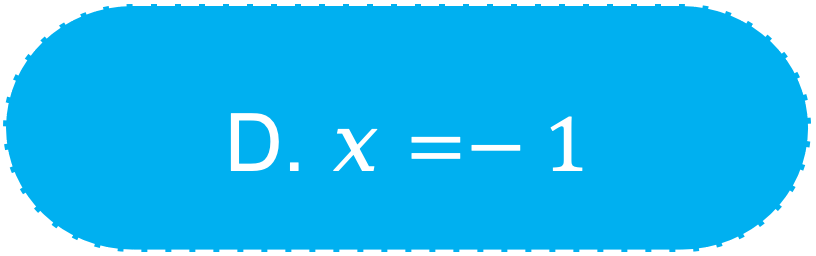 D. x =− 1